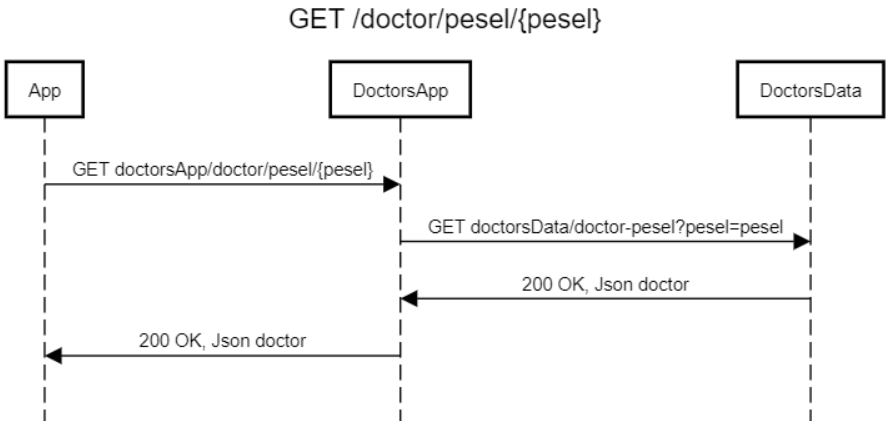 GET /doctor/pesel/{pesel}
App
DoctorsApp
DoctorsData
GET doctorsApp/doctor/pesel/{pesel}
GET doctorsData/doctor-pesel?pesel=pesel
200 OK, Json doctor
200 OK, Json doctor